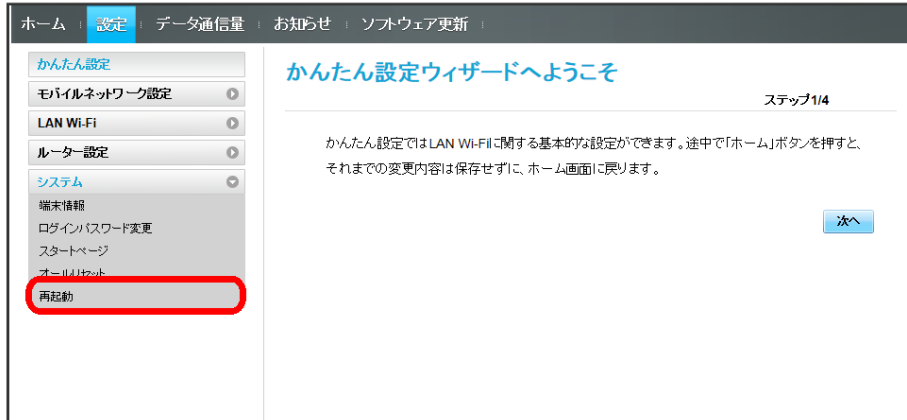 ホーム 設定 データ通信量 お知らせ ソフトウェア更新
かんたん設定
モバイルネットワーク設定
LAN Wi-Fi
ルーター設定
システム
端末情報
ログインパスワード変更
スタートページ
オールリセット
再起動
かんたん設定ウィザードへようこそ
ステップ1/4
かんたん設定ではLAN Wi-Fiに関する基本的な設定ができます。途中で「ホーム」ボタンを押すと、
それまでの変更内容は保存せずに、ホーム画面に戻ります。
次へ